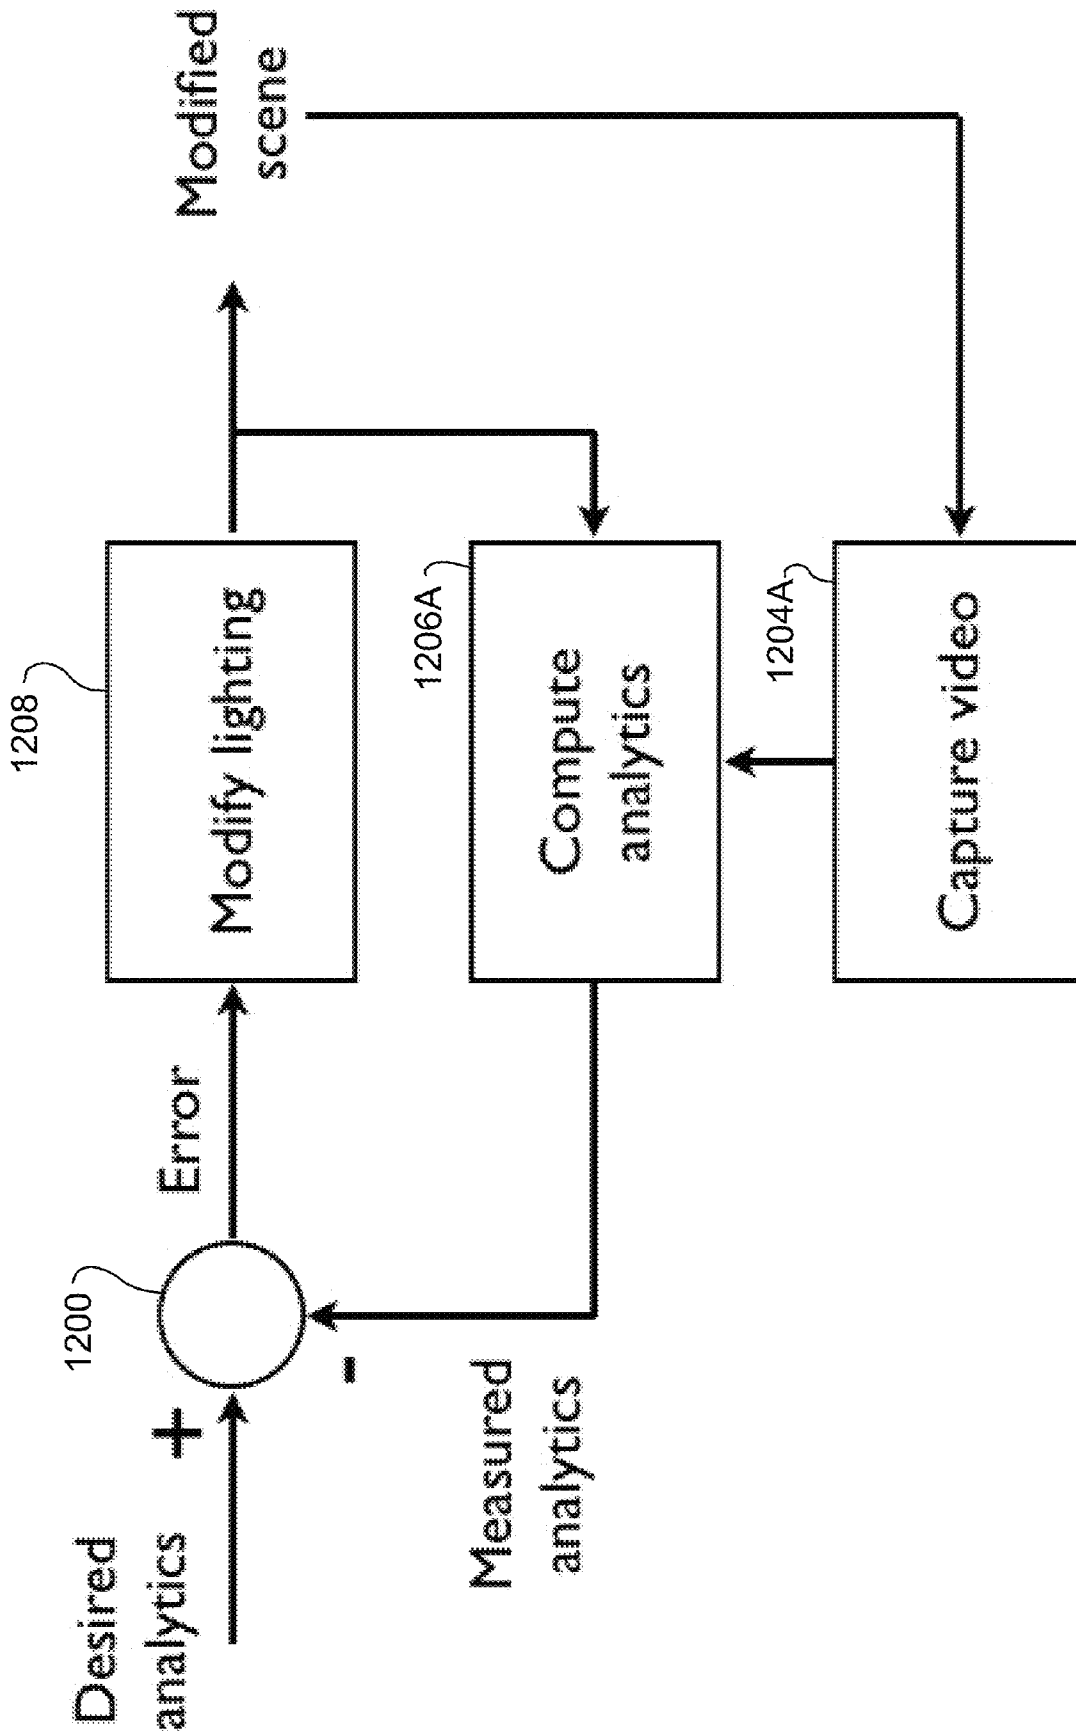 Desired
analytics
+
1200
-
Error
1208
Modify lighting
Modified
scene
Measured
analytics
1206A
Compute
analytics
1204A
Capture video